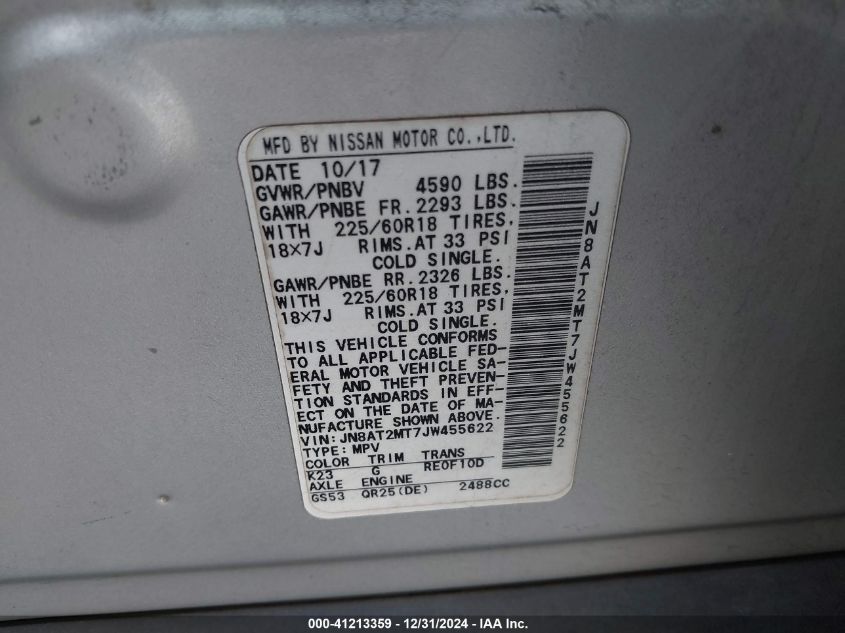 MFD BY NISSAN MOTOR CO.,LTD.
DATE 10/17
GVWR/PNBV 4590 LBS.
GAWR/PNBE FR. 2293 LBS.
WITH 225/60R18 TIRES.
18×7J RIMS. AT 33 PSI
COLD SINGLE.
GAWR/PNBE RR. 2326 LBS.
WITH 225/60R18 TIRES,
18×7J RIMS. AT 33 PSI
COLD SINGLE.
THIS VEHICLE CONFORMS
TO ALL APPLICABLE FED-
ERAL MOTOR VEHICLE SA-
FETY AND THEFT PREVEN-
TION STANDARDS IN EFF-
ECT ON THE DATE OF MA-
NUFACTURE SHOWN ABOVE.
VIN: JN8AT2MT7JW455622
TYPE: MPV
COLOR TRIM TRANS
K23 G RE0F10D
AXLE ENGINE
GS53 QR25(DE) 2488CC
JN8AT2MT7JW455622
000-41213359 - 12/31/2024 - IAA Inc.